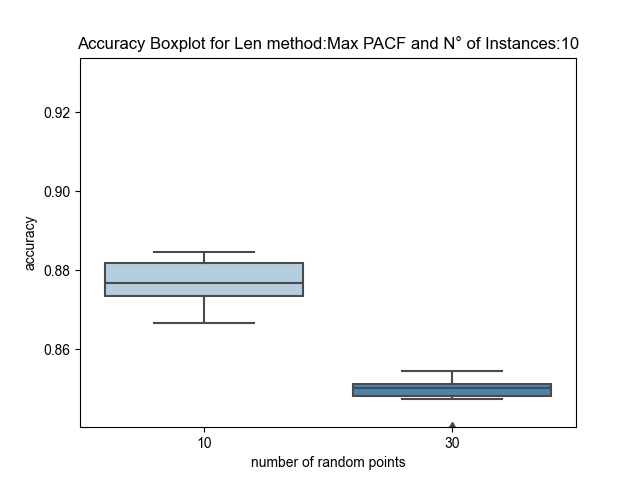 Accuracy Boxplot for Len method:Max PACF and N° of Instances:10
0.92
0.90
0.88
0.86
accuracy
10 30
number of random points